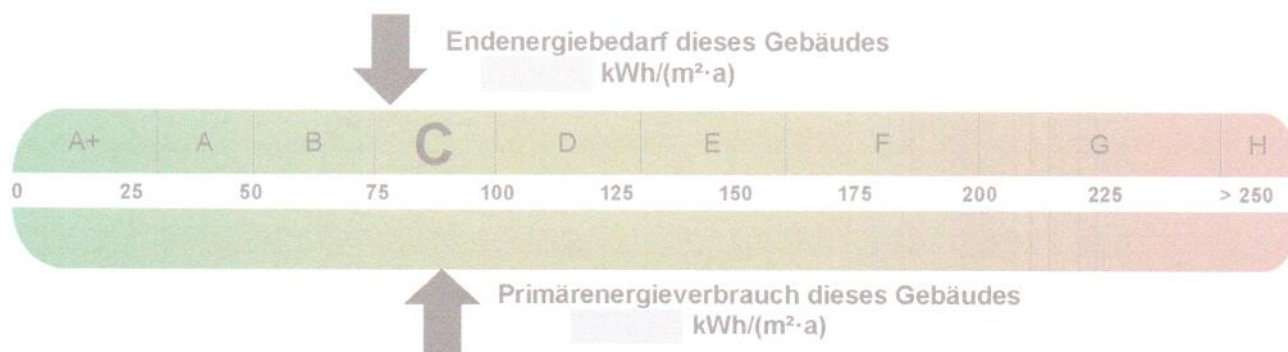 Endenergiebedarf dieses Gebäudes
kWh/(m²·a)
A+ A B C D E F G H
0 25 50 75 100 125 150 175 200 225 > 250
Primärenergieverbrauch dieses Gebäudes
kWh/(m²·a)